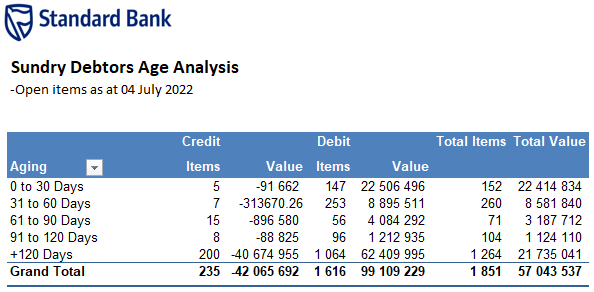 Standard Bank
Sundry Debtors Age Analysis
-Open items as at 04 July 2022
Credit Debit Total Items Total Value
Aging Items Value Items Value
0 to 30 Days 5 -91 662 147 22 506 496 152 22 414 834
31 to 60 Days 7 -313670.26 253 8 895 511 260 8 581 840
61 to 90 Days 15 -896 580 56 4 084 292 71 3 187 712
91 to 120 Days 8 -88 825 96 1 212 935 104 1 124 110
+120 Days 200 -40 674 955 1 064 62 409 995 1 264 21 735 041
Grand Total 235 -42 065 692 1 616 99 109 229 1 851 57 043 537